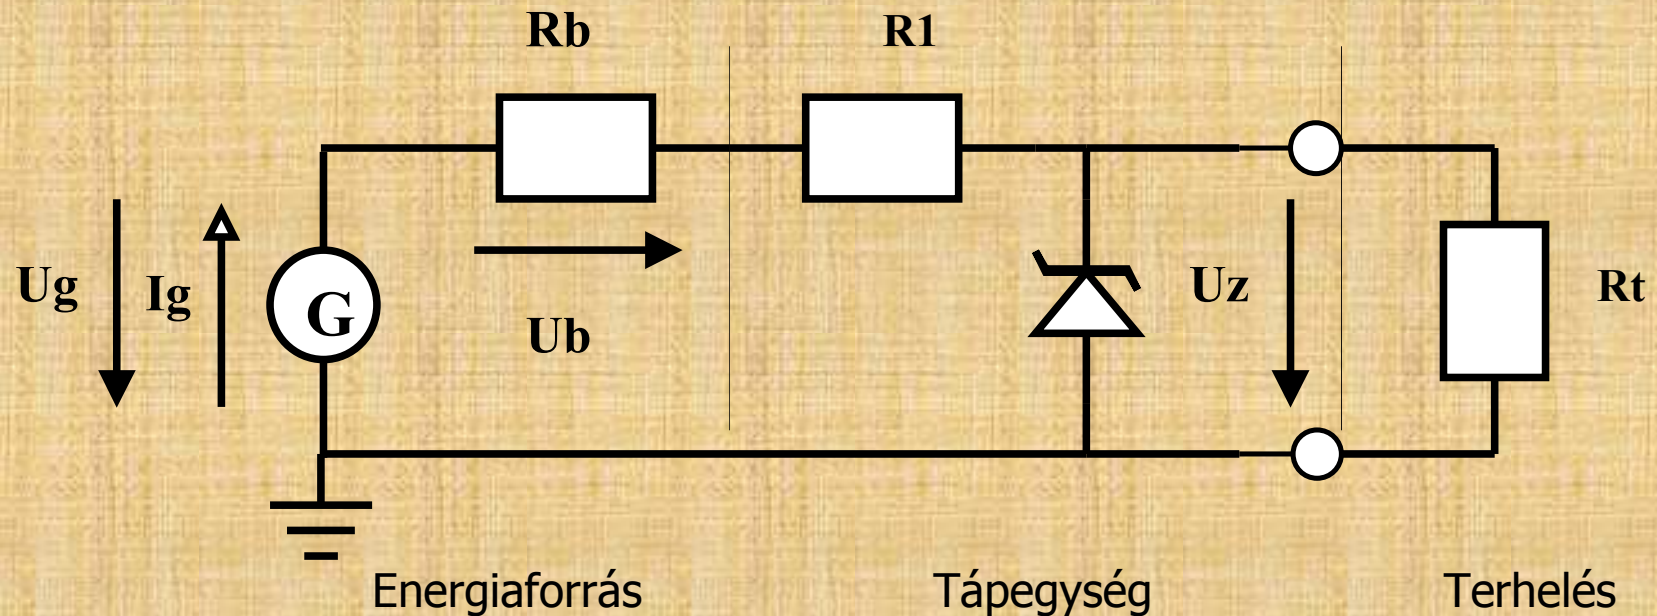 Rb
R1
Ug
Ig
G
Ub
Uz
Rt
Energiaforrás
Tápegység
Terhelés